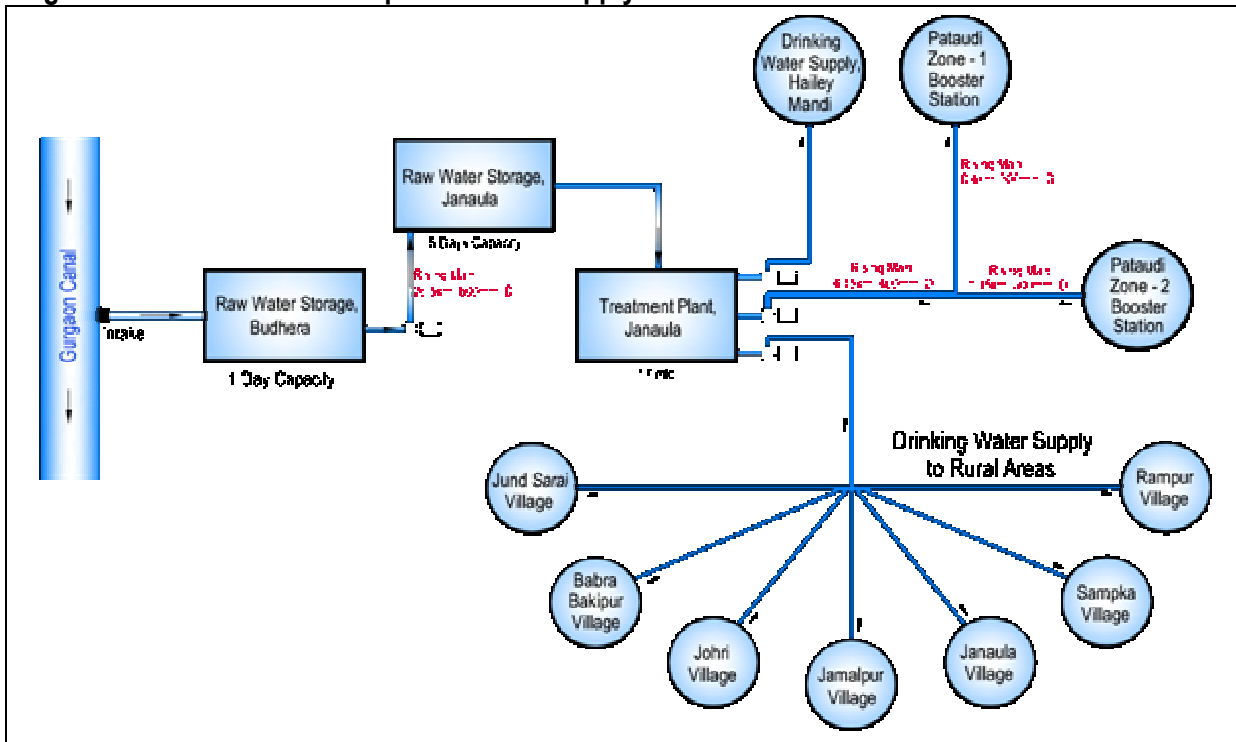 Drinking
Water Supply,
Hailey
Mandi
Pataudi
Zone - 1
Booster
Station
Raw Water Storage,
Janaula
5 Days Capacity
Rising Main
Rising Main
Rising Main
Rising Main
Gurgaon Canal
Intake
Raw Water Storage,
Budhera
1 Day Capacity
Treatment Plant,
Janaula
Pataudi
Zone - 2
Booster
Station
Drinking Water Supply
to Rural Areas
Jund Sarai
Village
Rampur
Village
Babra
Bakipur
Village
Sampka
Village
Johri
Village
Jamalpur
Village
Janaula
Village